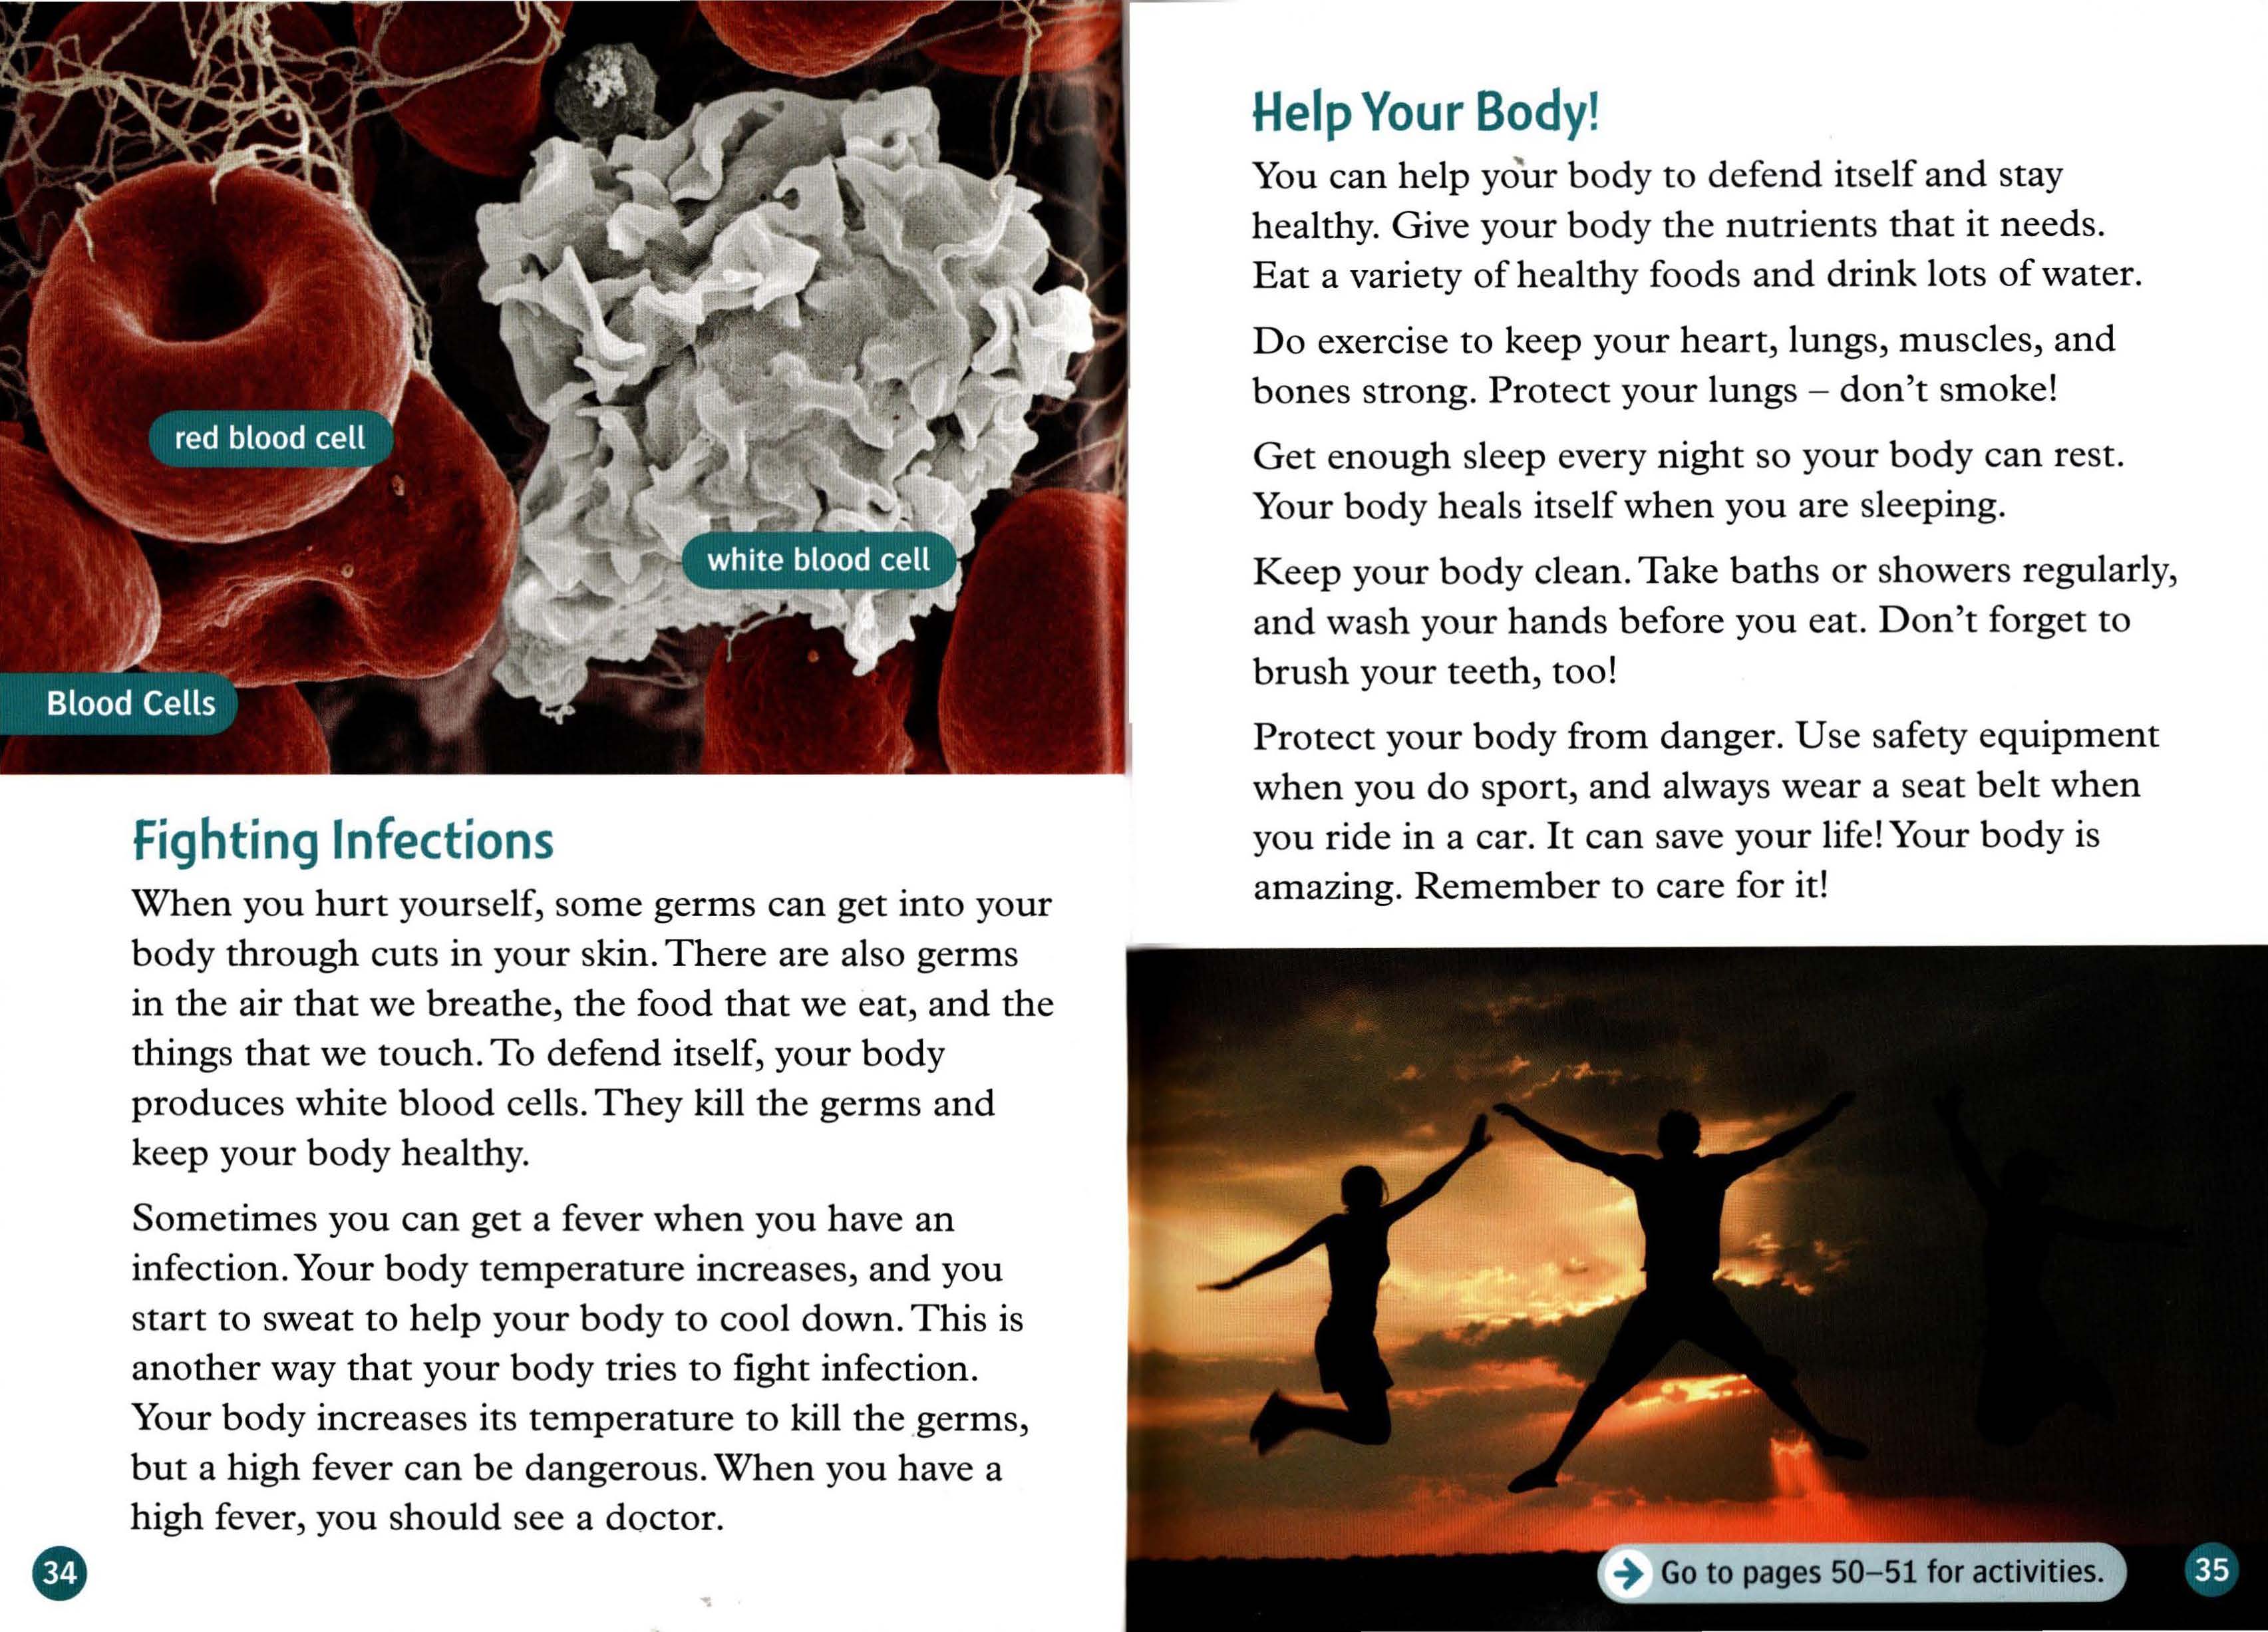 red blood cell
white blood cell
Blood Cells
Fighting Infections
When you hurt yourself, some germs can get into your
body through cuts in your skin. There are also germs
in the air that we breathe, the food that we eat, and the
things that we touch. To defend itself, your body
produces white blood cells. They kill the germs and
keep your body healthy.
Sometimes you can get a fever when you have an
infection. Your body temperature increases, and you
start to sweat to help your body to cool down. This is
another way that your body tries to fight infection.
Your body increases its temperature to kill the germs,
but a high fever can be dangerous. When you have a
high fever, you should see a doctor.
34
Help Your Body!
You can help your body to defend itself and stay
healthy. Give your body the nutrients that it needs.
Eat a variety of healthy foods and drink lots of water.
Do exercise to keep your heart, lungs, muscles, and
bones strong. Protect your lungs – don't smoke!
Get enough sleep every night so your body can rest.
Your body heals itself when you are sleeping.
Keep your body clean. Take baths or showers regularly,
and wash your hands before you eat. Don't forget to
brush your teeth, too!
Protect your body from danger. Use safety equipment
when you do sport, and always wear a seat belt when
you ride in a car. It can save your life! Your body is
amazing. Remember to care for it!
Go to pages 50–51 for activities.
35